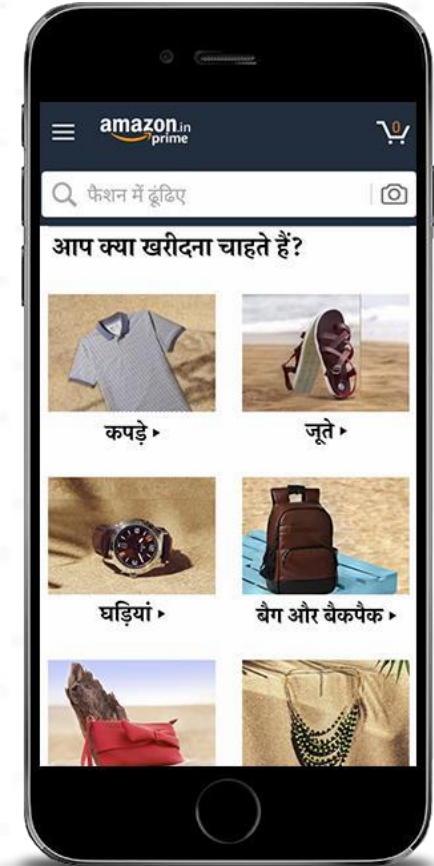 amazon.in
prime
0
फैशन में ढूंढिए
आप क्या खरीदना चाहते हैं?
कपड़े ▸
जूते ▸
घड़ियां ▸
बैग और बैकपैक ▸